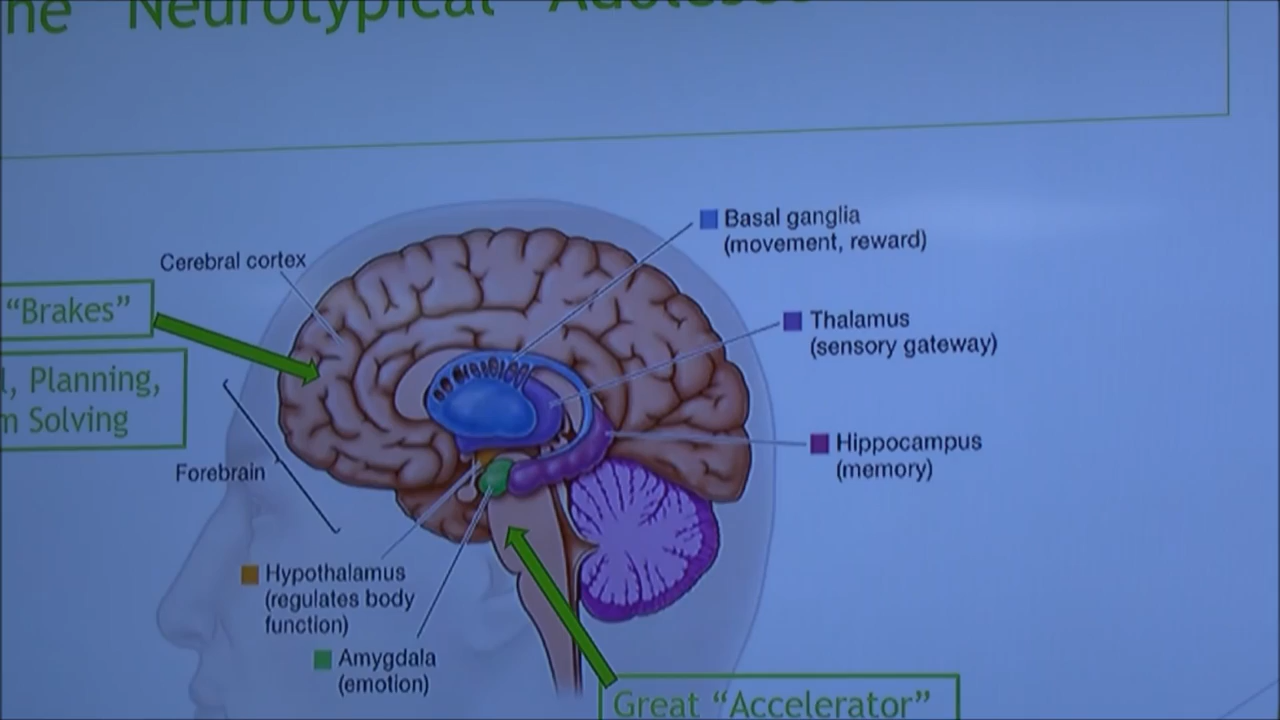 "Neurotypical"
Cerebral cortex
"Brakes"
Planning,
Solving
Forebrain
Basal ganglia
(movement, reward)
Thalamus
(sensory gateway)
Hippocampus
(memory)
Hypothalamus
(regulates body
function)
Amygdala
(emotion)
Great "Accelerator"